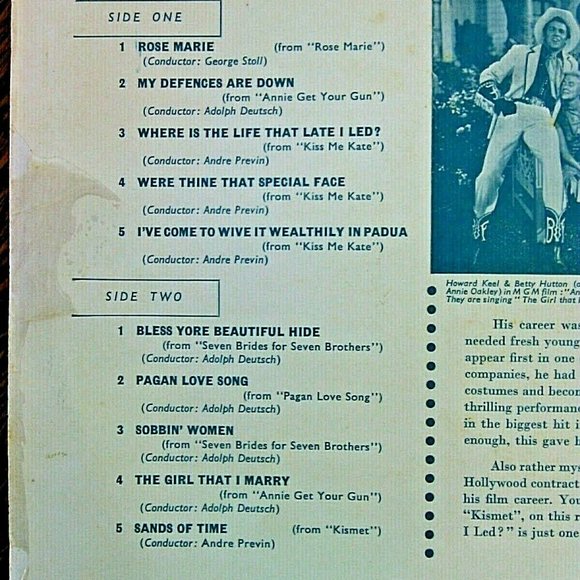 SIDE ONE
1 ROSE MARIE (from "Rose Marie")
(Conductor: George Stoll)
2 MY DEFENCES ARE DOWN
(from "Annie Get Your Gun")
(Conductor: Adolph Deutsch)
3 WHERE IS THE LIFE THAT LATE I LED?
(from "Kiss Me Kate")
(Conductor: Andre Previn)
4 WERE THINE THAT SPECIAL FACE
(from "Kiss Me Kate")
(Conductor: Andre Previn)
5 I'VE COME TO WIVE IT WEALTHILY IN PADUA
(from "Kiss Me Kate")
(Conductor: Andre Previn)
SIDE TWO
1 BLESS YORE BEAUTIFUL HIDE
(from "Seven Brides for Seven Brothers")
(Conductor: Adolph Deutsch)
2 PAGAN LOVE SONG
(from "Pagan Love Song")
(Conductor: Adolph Deutsch)
3 SOBBIN' WOMEN
(from "Seven Brides for Seven Brothers")
(Conductor: Adolph Deutsch)
4 THE GIRL THAT I MARRY
(from "Annie Get Your Gun")
(Conductor: Adolph Deutsch)
5 SANDS OF TIME (from "Kismet")
(Conductor: Andre Previn)
Howard Keel & Betty Hutton
Annie Oakley) in M G M film: "An
They are singing "The Girl that
His career was
needed fresh young
appear first in one
companies, he had
costumes and becom
thrilling performanc
in the biggest hit i
enough, this gave h
Also rather mys
Hollywood contract
his film career. You
"Kismet", on this r
I Led?" is just one